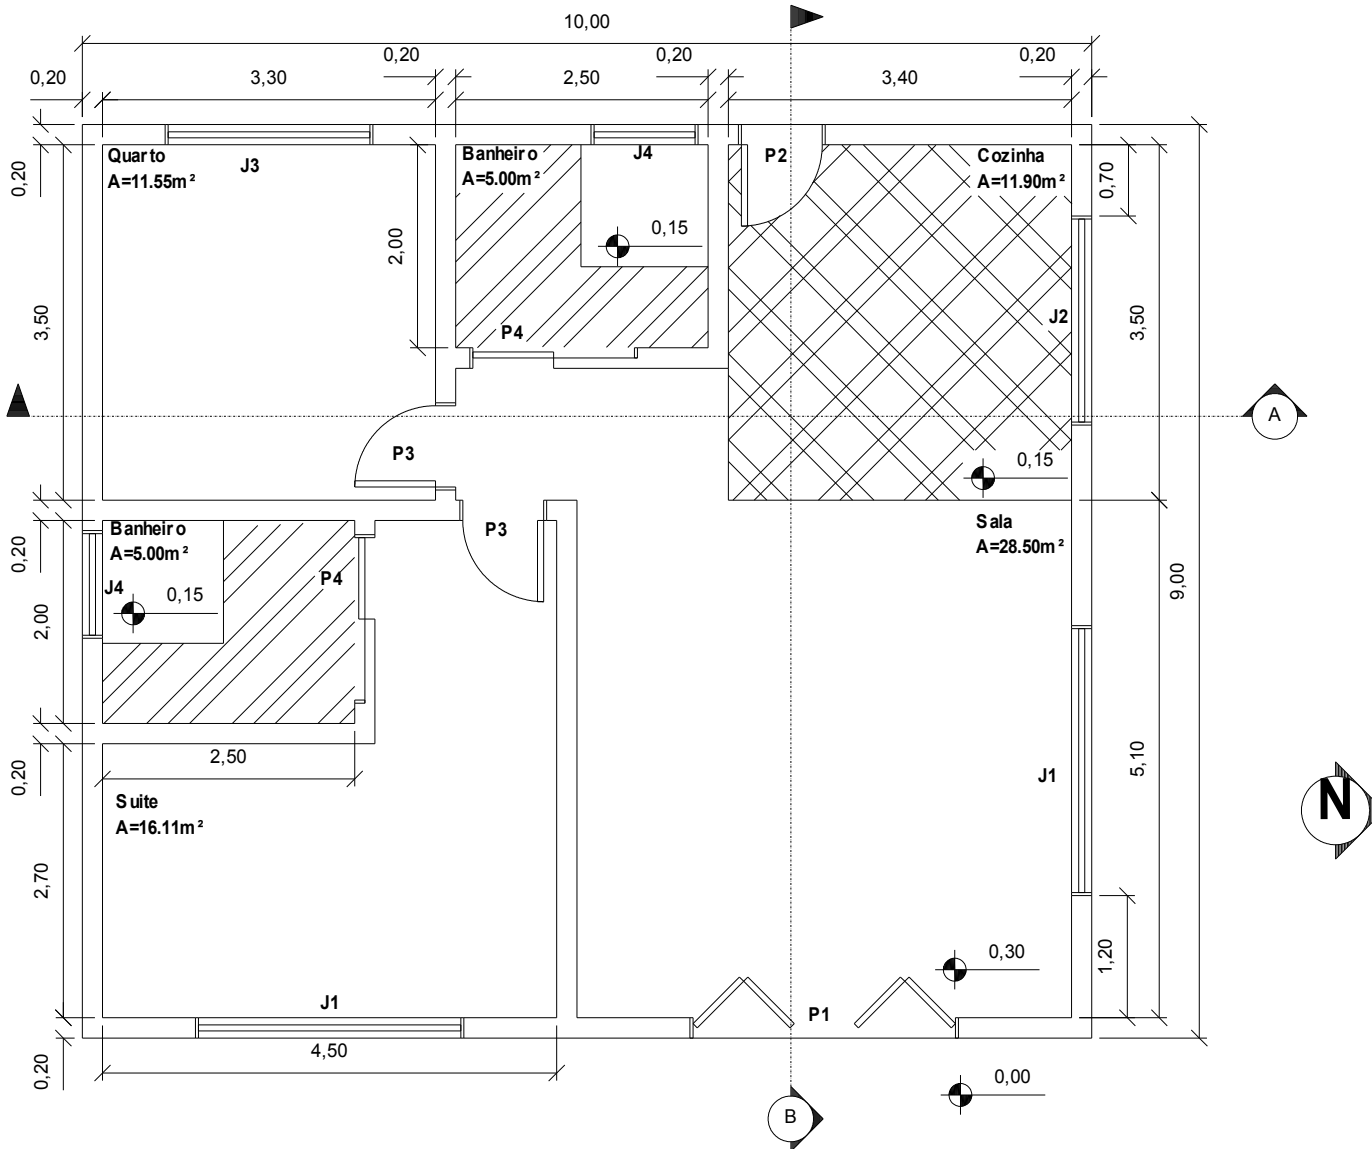 10,00
0,20
3,30
0,20
2,50
0,20
3,40
0,20
Quarto
A=11.55m²
J3
Banheiro
A=5.00m²
J4
P2
Cozinha
A=11.90m²
0,70
0,20
2,00
0,15
3,50
P4
J2
3,50
A
P3
0,15
Sala
A=28.50m²
P3
Banheiro
A=5.00m²
J4
0,15
P4
0,20
2,00
9,00
2,50
0,20
5,10
J1
N
Suite
A=16.11m²
2,70
0,30
1,20
J1
P1
4,50
0,20
0,00
B